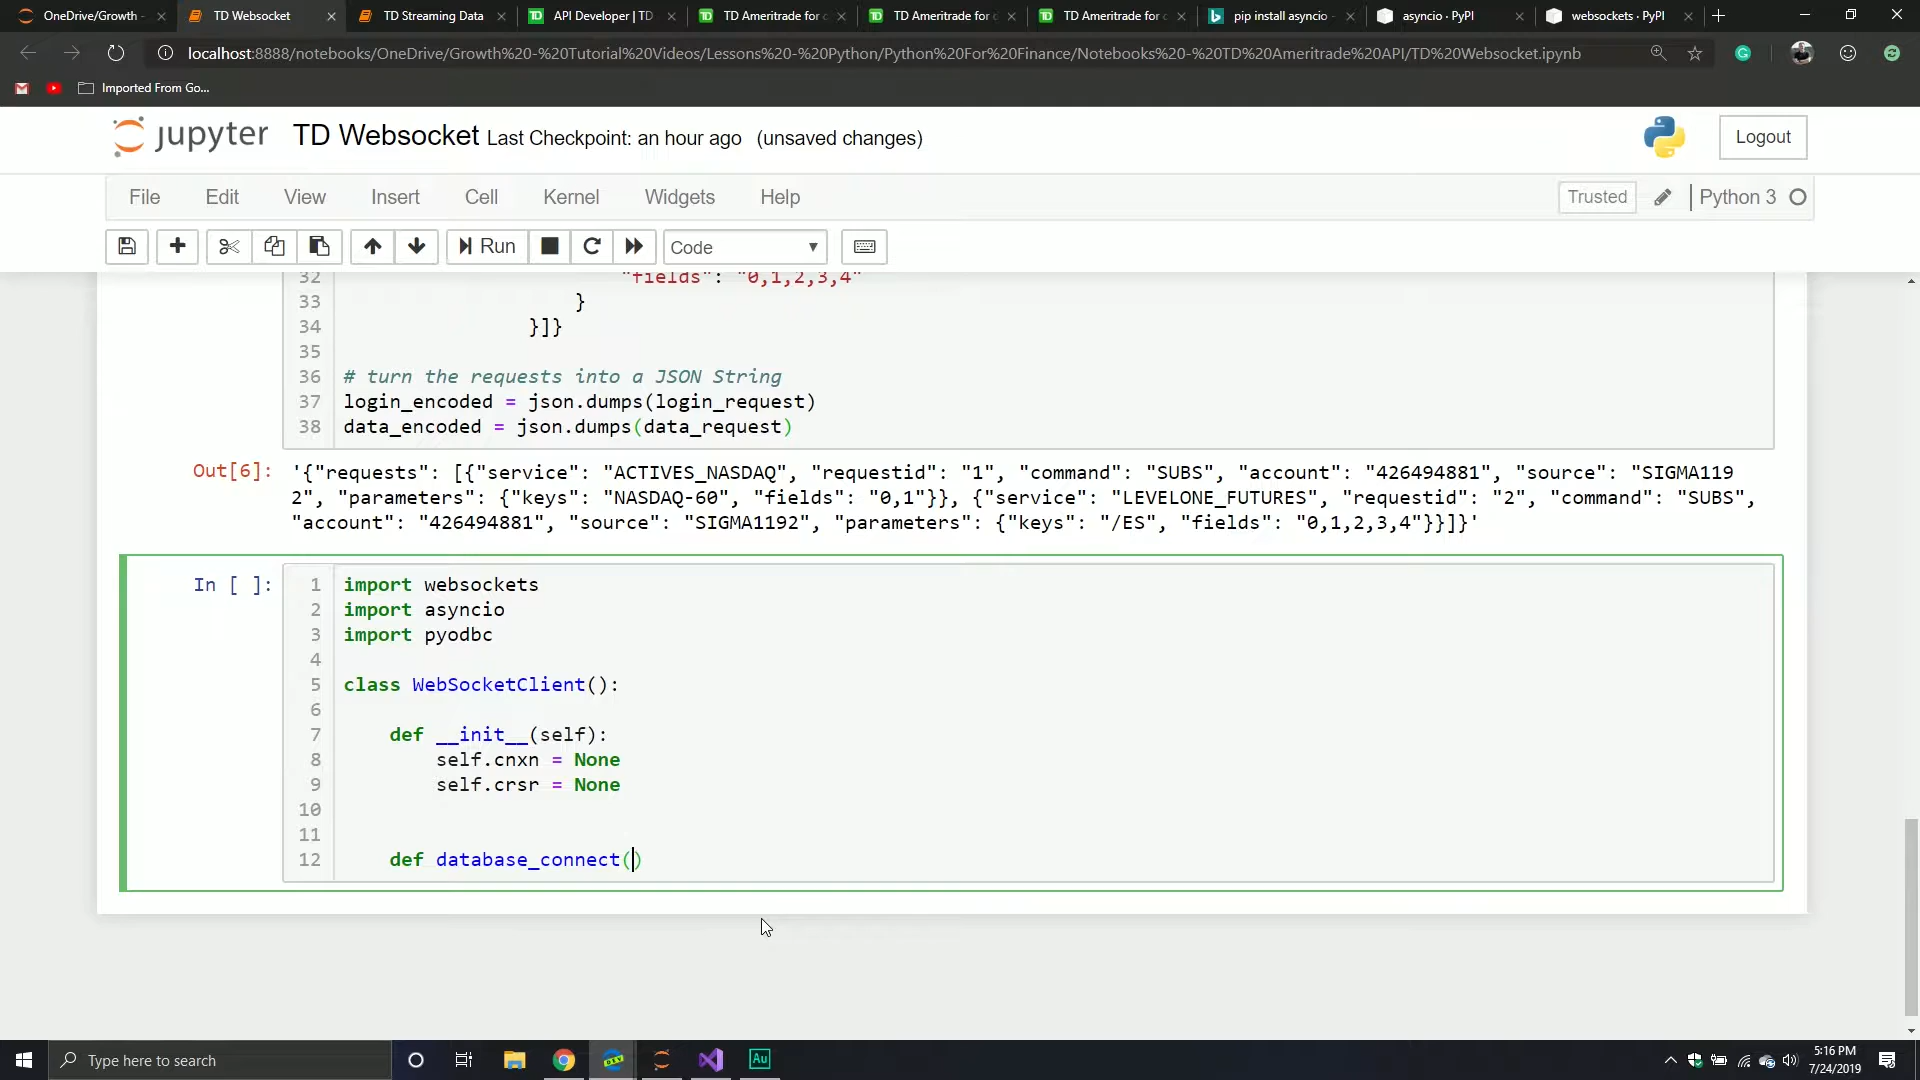 OneDrive/Growth -
TD Websocket
TD Streaming Data
TD API Developer | TD
TD TD Ameritrade for
TD TD Ameritrade for
TD TD Ameritrade for
b pip install asyncio -
asyncio · PyPI
websockets · PyPI
localhost:8888/notebooks/OneDrive/Growth%20-%20Tutorial%20Videos/Lessons%20-%20Python/Python%20For%20Finance/Notebooks%20-%20TD%20Ameritrade%20API/TD%20Websocket.ipynb
Imported From Go...
jupyter TD Websocket Last Checkpoint: an hour ago (unsaved changes)
Logout
File Edit View Insert Cell Kernel Widgets Help
Trusted
Python 3
Run
Code
32 "fields": "0,1,2,3,4"
33 }
34 }]}
35
36 # turn the requests into a JSON String
37 login_encoded = json.dumps(login_request)
38 data_encoded = json.dumps(data_request)
Out[6]: '{"requests": [{"service": "ACTIVES_NASDAQ", "requestid": "1", "command": "SUBS", "account": "426494881", "source": "SIGMA119
2", "parameters": {"keys": "NASDAQ-60", "fields": "0,1"}}, {"service": "LEVELONE_FUTURES", "requestid": "2", "command": "SUBS",
"account": "426494881", "source": "SIGMA1192", "parameters": {"keys": "/ES", "fields": "0,1,2,3,4"}}]}'
In [ ]: 1 import websockets
2 import asyncio
3 import pyodbc
4
5 class WebSocketClient():
6
7 def __init__(self):
8 self.cnxn = None
9 self.crsr = None
10
11
12 def database_connect()
Type here to search
DEV
Au
5:16 PM
7/24/2019